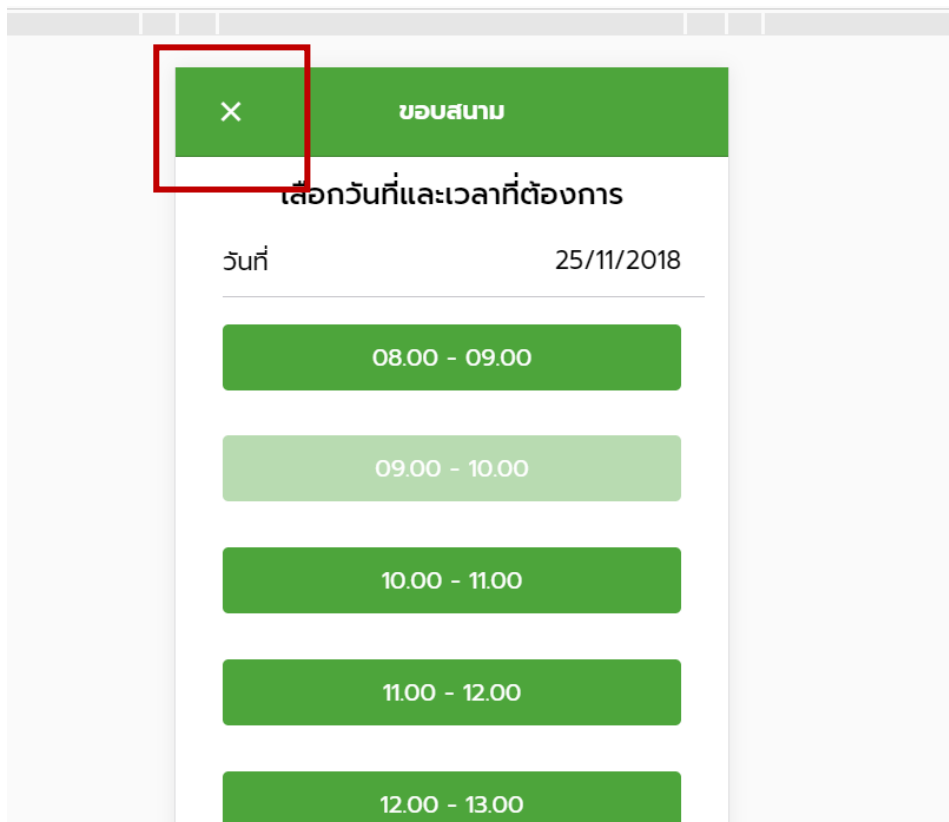 × ขอบสนาม
เลือกวันที่และเวลาที่ต้องการ
วันที่ 25/11/2018
08.00 - 09.00
09.00 - 10.00
10.00 - 11.00
11.00 - 12.00
12.00 - 13.00